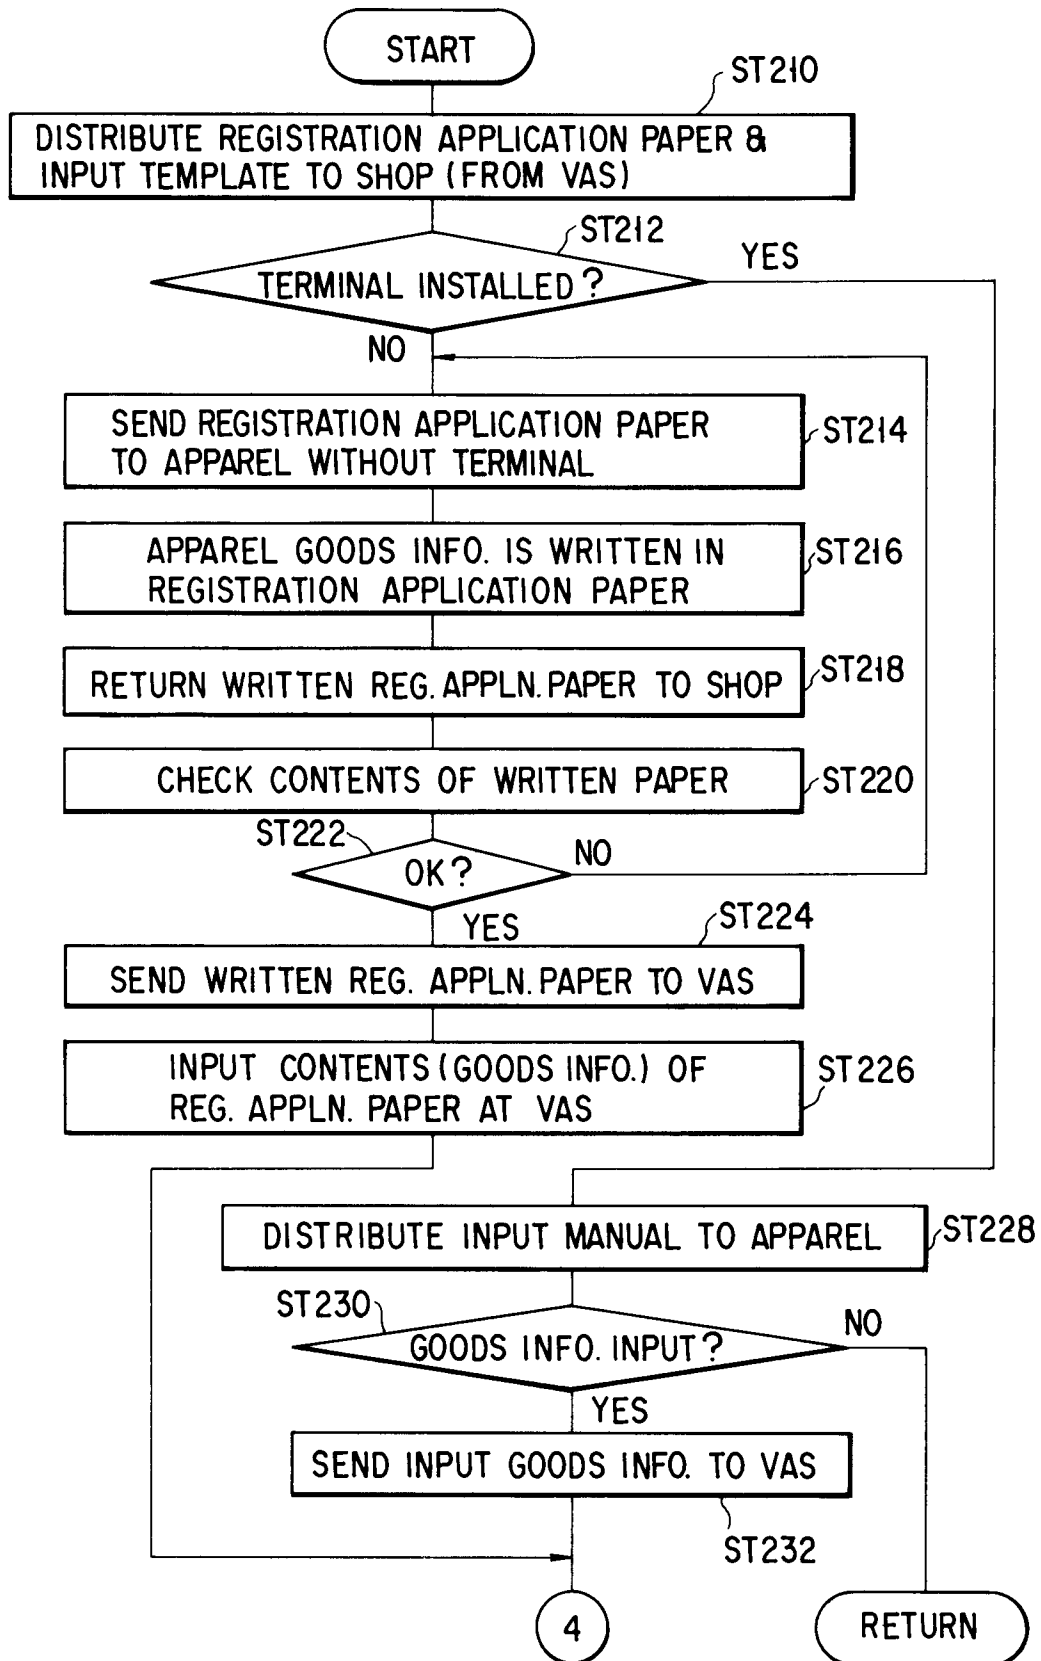 START
ST210
DISTRIBUTE REGISTRATION APPLICATION PAPER &
INPUT TEMPLATE TO SHOP (FROM VAS)
ST212
YES
TERMINAL INSTALLED?
NO
SEND REGISTRATION APPLICATION PAPER
TO APPAREL WITHOUT TERMINAL
ST214
APPAREL GOODS INFO. IS WRITTEN IN
REGISTRATION APPLICATION PAPER
ST216
RETURN WRITTEN REG. APPLN. PAPER TO SHOP
ST218
CHECK CONTENTS OF WRITTEN PAPER
ST220
ST222
OK?
NO
YES
ST224
SEND WRITTEN REG. APPLN. PAPER TO VAS
INPUT CONTENTS (GOODS INFO.) OF
REG. APPLN. PAPER AT VAS
ST226
DISTRIBUTE INPUT MANUAL TO APPAREL
ST228
ST230
GOODS INFO. INPUT?
NO
YES
SEND INPUT GOODS INFO. TO VAS
ST232
4
RETURN